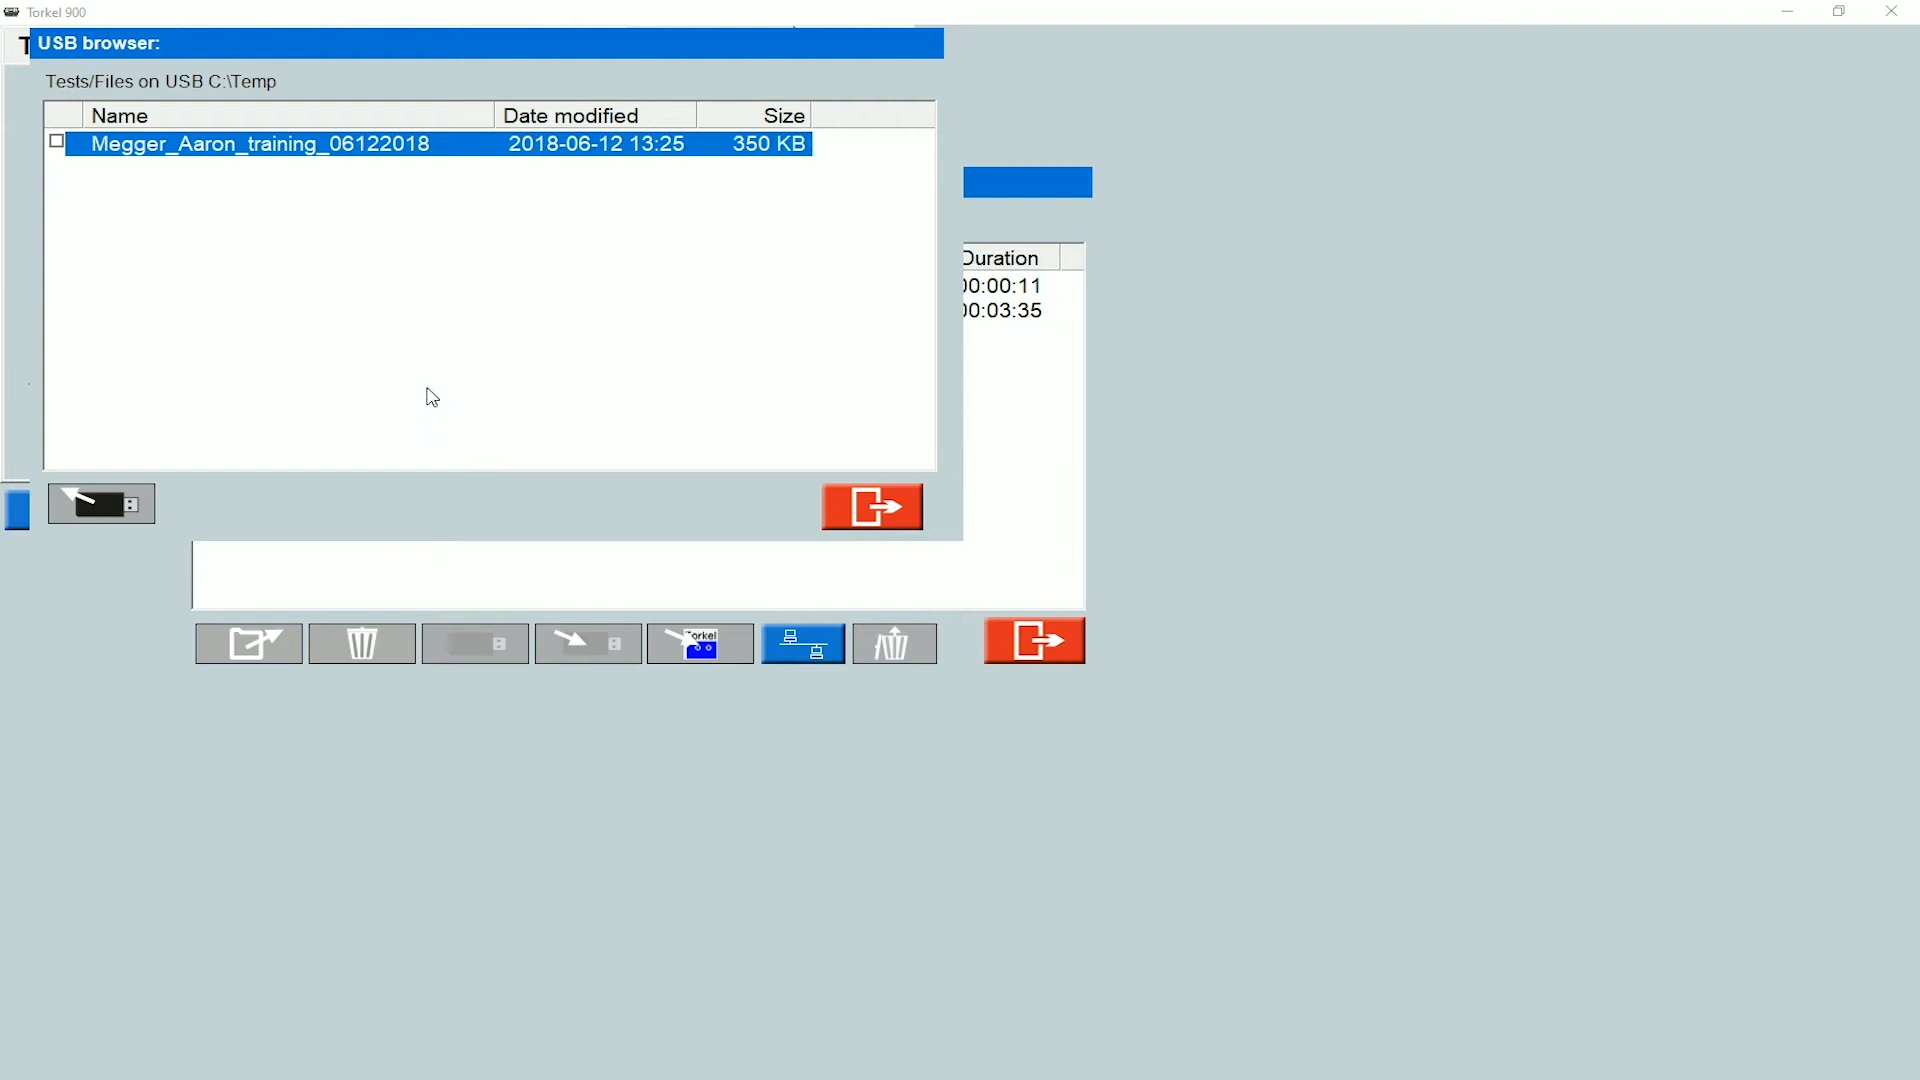 Torkel 900
T
USB browser:
Tests/Files on USB C:\Temp
Name Date modified Size
Megger_Aaron_training_06122018 2018-06-12 13:25 350 KB
Duration
00:00:11
00:03:35
Torkel